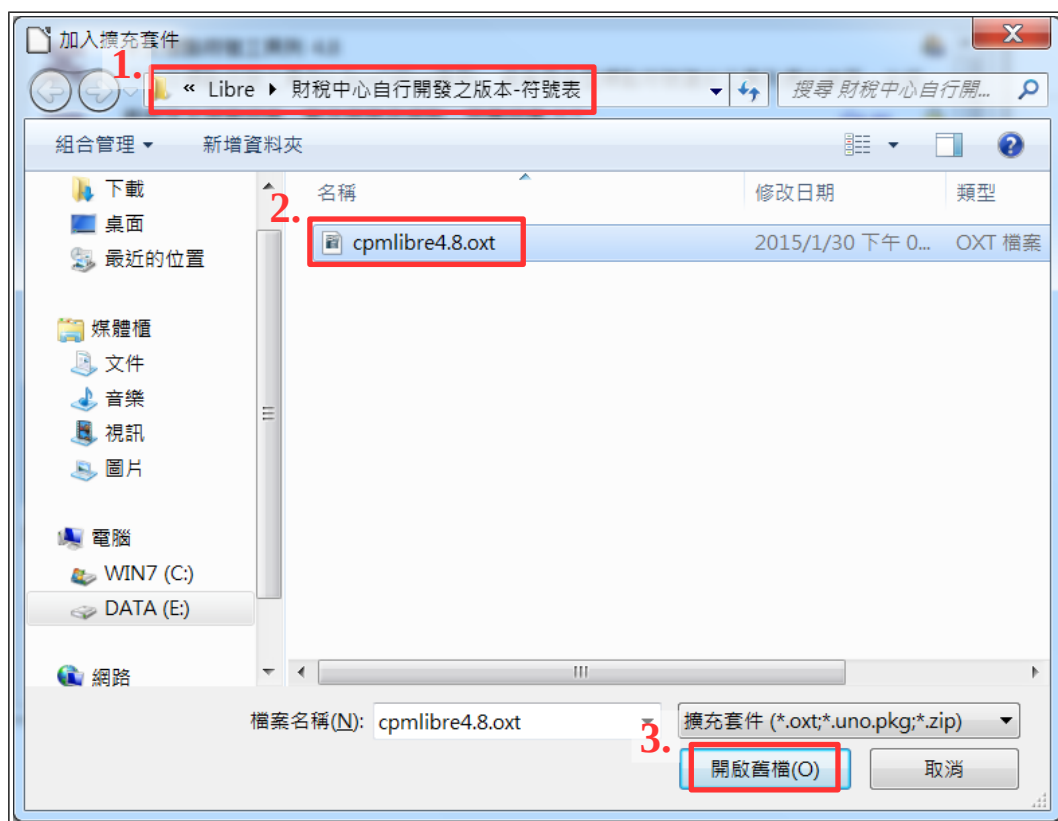 加入擴充套件
1.
« Libre ▸ 財稅中心自行開發之版本-符號表
搜尋 財稅中心自行開...
組合管理
新增資料夾
下載
桌面
最近的位置
媒體櫃
文件
音樂
視訊
圖片
電腦
WIN7 (C:)
DATA (E:)
網路
名稱
修改日期
類型
2.
cpmlibre4.8.oxt
2015/1/30 下午 0...
OXT 檔案
檔案名稱(N):
cpmlibre4.8.oxt
擴充套件 (*.oxt;*.uno.pkg;*.zip)
3.
開啟舊檔(O)
取消